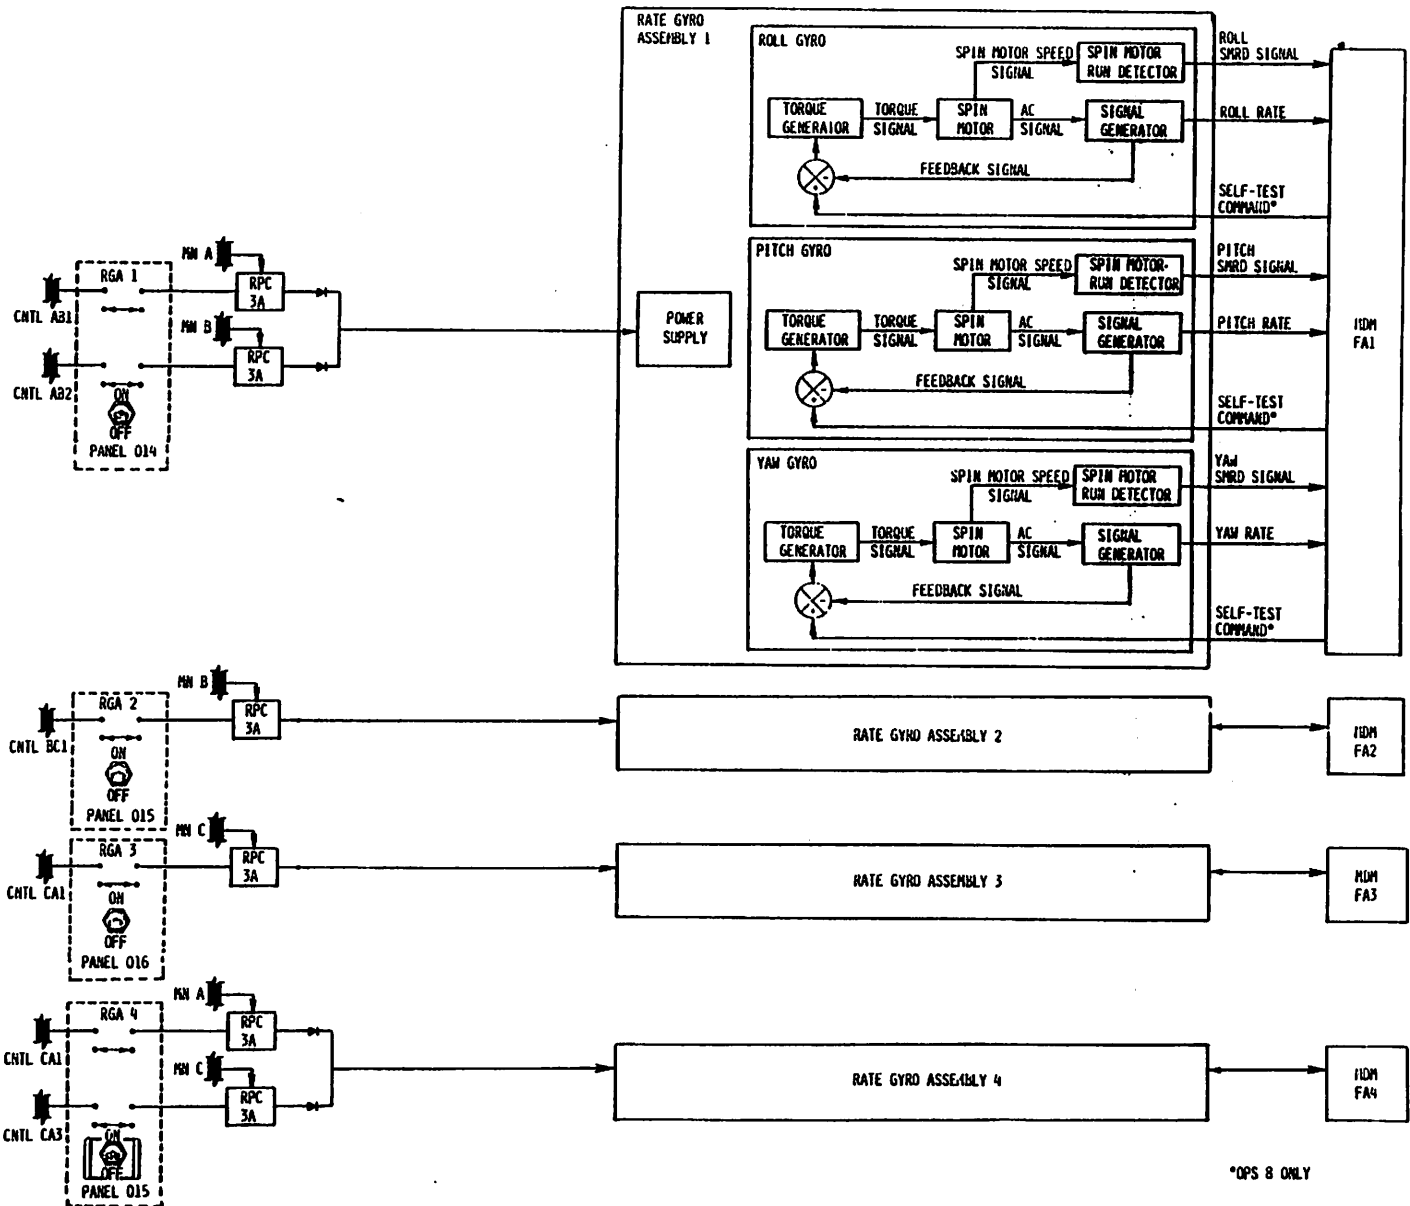 RATE GYRO
ASSEMBLY 1
ROLL GYRO
SPIN MOTOR SPEED
SIGNAL
SPIN MOTOR
RUN DETECTOR
ROLL
SMRD SIGNAL
TORQUE
GENERATOR
TORQUE
SIGNAL
SPIN
MOTOR
AC
SIGNAL
SIGNAL
GENERATOR
ROLL RATE
FEEDBACK SIGNAL
SELF-TEST
COMMAND*
PITCH GYRO
SPIN MOTOR SPEED
SIGNAL
SPIN MOTOR-
RUN DETECTOR
PITCH
SMRD SIGNAL
TORQUE
GENERATOR
TORQUE
SIGNAL
SPIN
MOTOR
AC
SIGNAL
SIGNAL
GENERATOR
PITCH RATE
FEEDBACK SIGNAL
SELF-TEST
COMMAND*
YAW GYRO
SPIN MOTOR SPEED
SIGNAL
SPIN MOTOR
RUN DETECTOR
YAW
SMRD SIGNAL
TORQUE
GENERATOR
TORQUE
SIGNAL
SPIN
MOTOR
AC
SIGNAL
SIGNAL
GENERATOR
YAW RATE
FEEDBACK SIGNAL
SELF-TEST
COMMAND*
POWER
SUPPLY
MDM
FA1
RGA 1
MN A
RPC
3A
CNTL AB1
MN B
RPC
3A
CNTL AB2
ON
OFF
PANEL 014
RGA 2
MN B
RPC
3A
CNTL BC1
ON
OFF
PANEL 015
RATE GYRO ASSEMBLY 2
MDM
FA2
RGA 3
MN C
RPC
3A
CNTL CA1
ON
OFF
PANEL 016
RATE GYRO ASSEMBLY 3
MDM
FA3
RGA 4
MN A
RPC
3A
CNTL CA1
MN C
RPC
3A
CNTL CA3
ON
OFF
PANEL 015
RATE GYRO ASSEMBLY 4
MDM
FA4
*OPS 8 ONLY